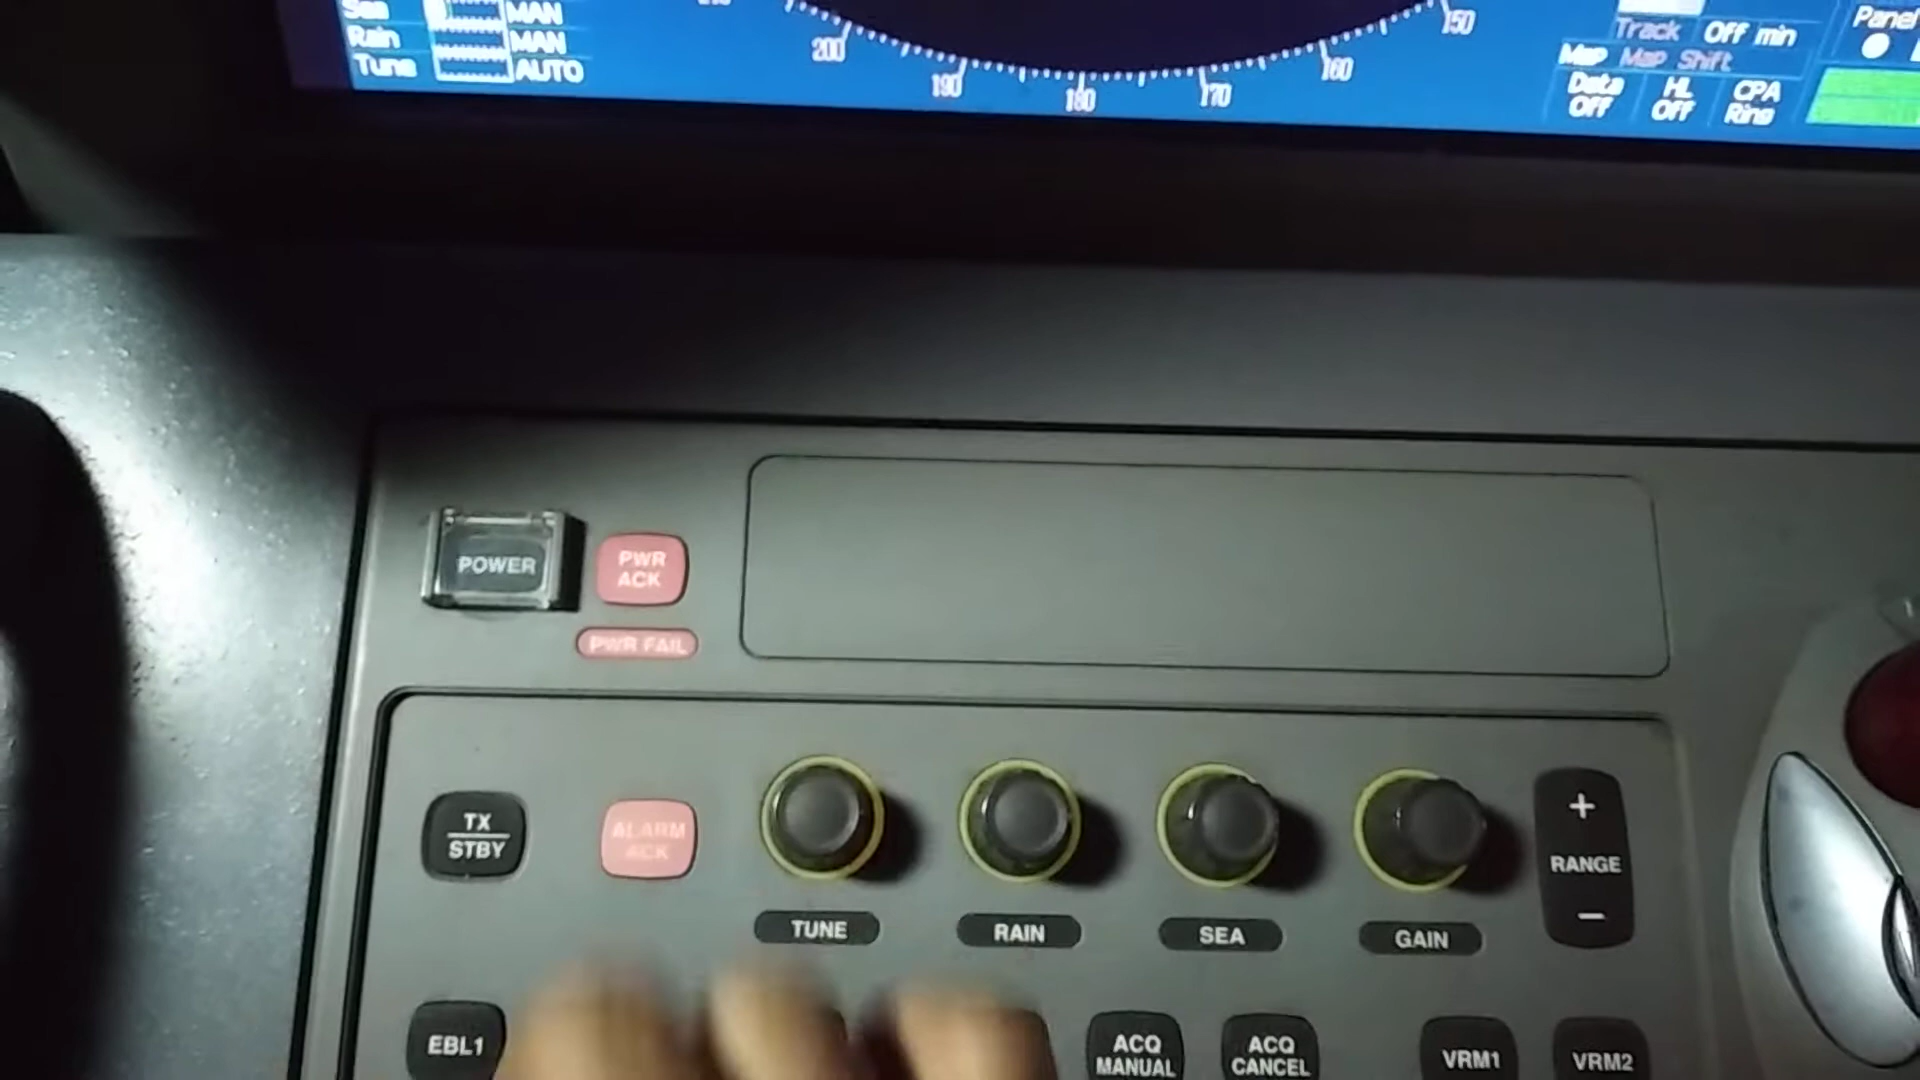 Sea MAN
Rain MAN
Tune AUTO
200
190
180
170
160
150
Track Off min
Map Map Shift
Data Off
HL Off
CPA Ring
Panel
POWER
PWR
ACK
PWR FAIL
TX
STBY
ALARM
ACK
TUNE
RAIN
SEA
GAIN
+
RANGE
−
EBL1
ACQ
MANUAL
ACQ
CANCEL
VRM1
VRM2